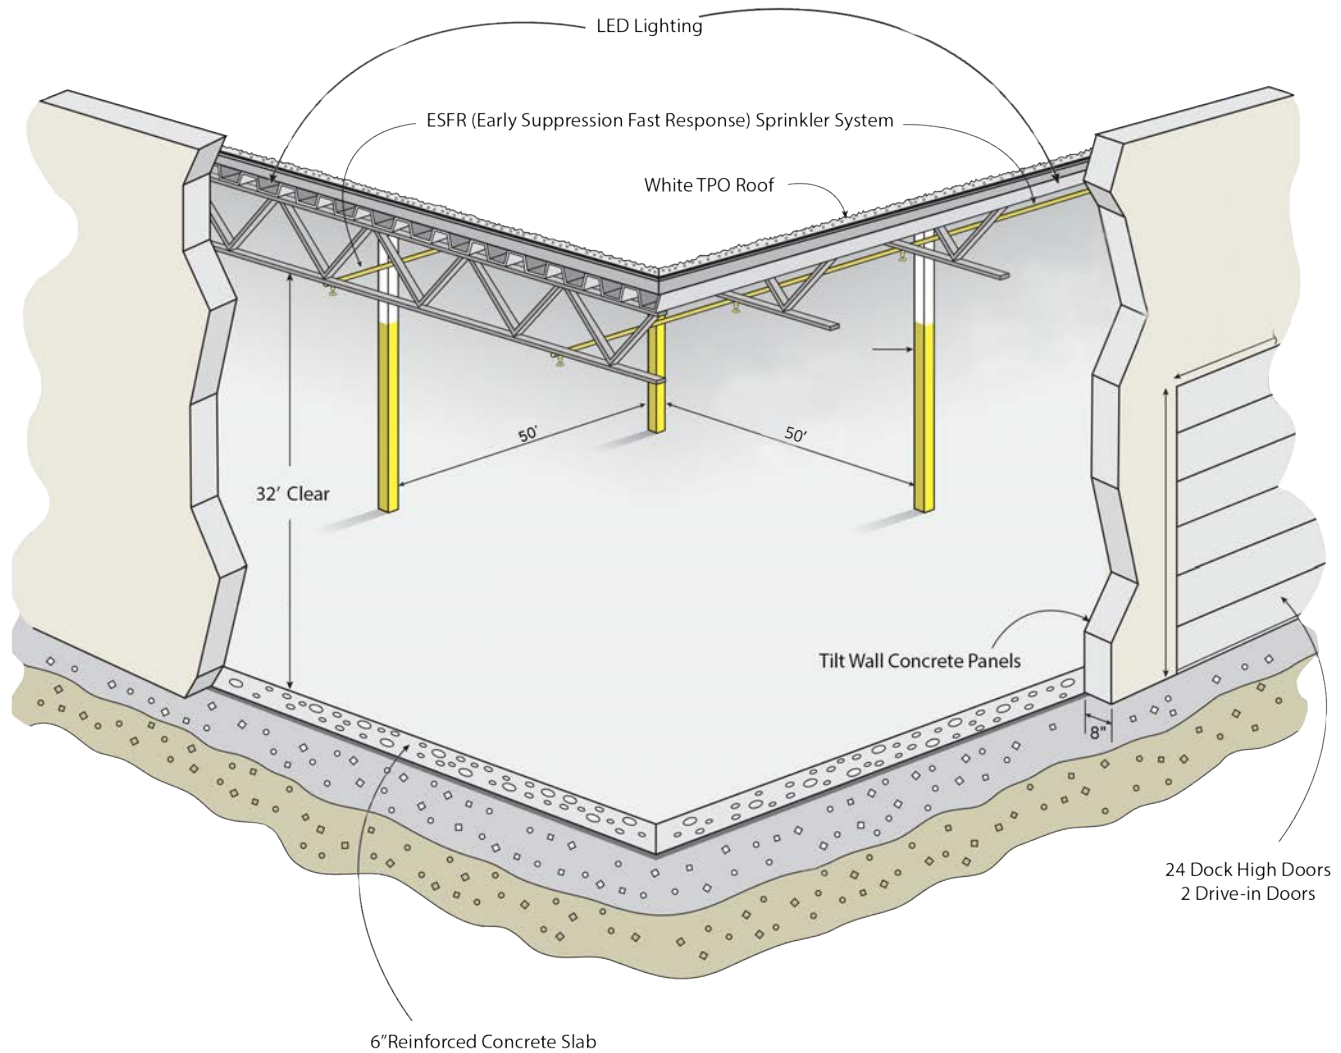 LED Lighting
ESFR (Early Suppression Fast Response) Sprinkler System
White TPO Roof
50'
50'
32' Clear
Tilt Wall Concrete Panels
8"
24 Dock High Doors
2 Drive-in Doors
6"Reinforced Concrete Slab